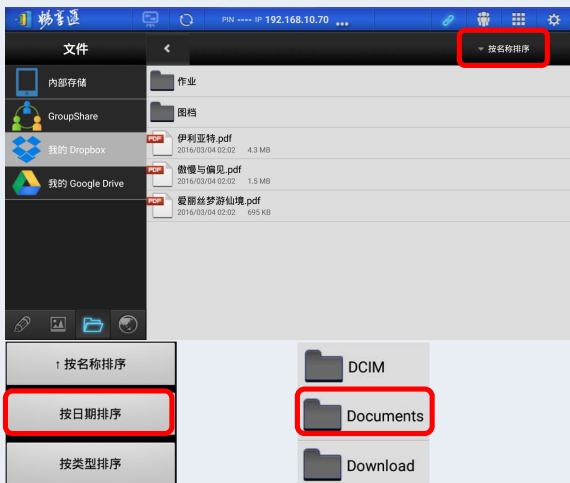 畅享通
PIN ---- IP 192.168.10.70 ...
文件
按名称排序
內部存储
GroupShare
我的 Dropbox
我的 Google Drive
作业
图档
PDF
伊利亚特.pdf
2016/03/04 02:02 4.3 MB
PDF
傲慢与偏见.pdf
2016/03/04 02:02 1.5 MB
PDF
爱丽丝梦游仙境.pdf
2016/03/04 02:02 695 KB
↑ 按名称排序
按日期排序
按类型排序
DCIM
Documents
Download